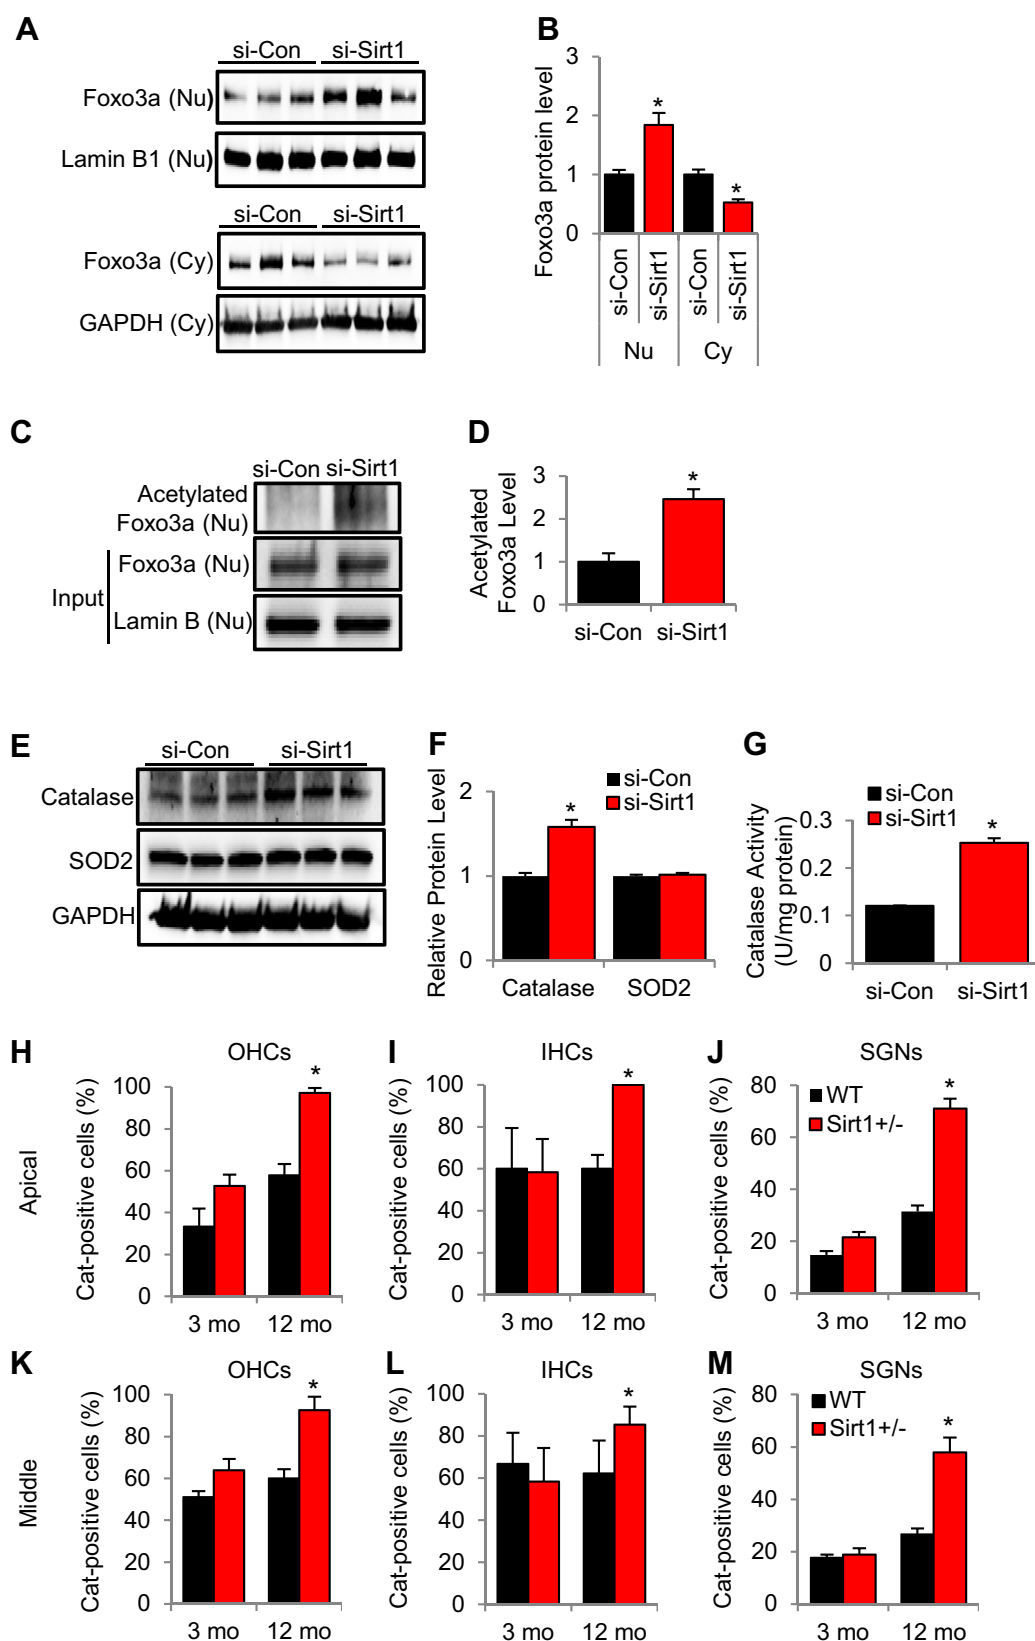 A
si-Con si-Sirt1
Foxo3a (Nu)
Lamin B1 (Nu)
si-Con si-Sirt1
Foxo3a (Cy)
GAPDH (Cy)
B
Foxo3a protein level
3
2
1
0
* *
si-Con si-Sirt1 si-Con si-Sirt1
Nu Cy
C
si-Con si-Sirt1
Acetylated
Foxo3a (Nu)
Input
Foxo3a (Nu)
Lamin B (Nu)
D
Acetylated
Foxo3a Level
3
2
1
0
*
si-Con si-Sirt1
E
si-Con si-Sirt1
Catalase
SOD2
GAPDH
F
si-Con
si-Sirt1
Relative Protein Level
2
1
0
*
Catalase SOD2
G
si-Con
si-Sirt1
Catalase Activity
(U/mg protein)
0.3
0.2
0.1
0
*
si-Con si-Sirt1
Apical
H
OHCs
Cat-positive cells (%)
100
80
60
40
20
0
*
3 mo 12 mo
I
IHCs
Cat-positive cells (%)
100
80
60
40
20
0
*
3 mo 12 mo
J
SGNs
WT
Sirt1+/-
Cat-positive cells (%)
80
60
40
20
0
*
3 mo 12 mo
Middle
K
OHCs
Cat-positive cells (%)
100
80
60
40
20
0
*
3 mo 12 mo
L
IHCs
Cat-positive cells (%)
100
80
60
40
20
0
*
3 mo 12 mo
M
SGNs
WT
Sirt1+/-
Cat-positive cells (%)
80
60
40
20
0
*
3 mo 12 mo